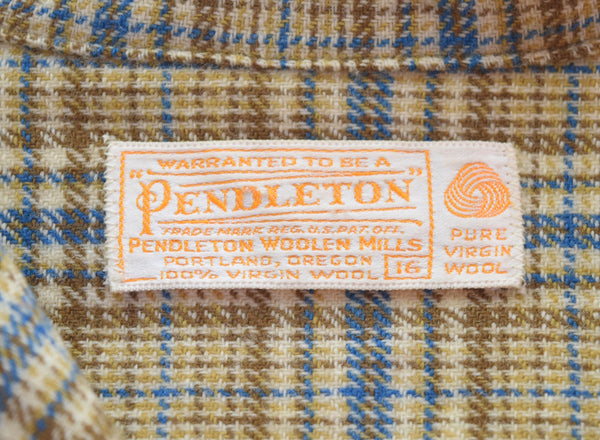 WARRANTED TO BE A
"PENDLETON"
TRADE MARK REG. U.S. PAT. OFF.
PENDLETON WOOLEN MILLS
PORTLAND, OREGON
100% VIRGIN WOOL
16
PURE
VIRGIN
WOOL